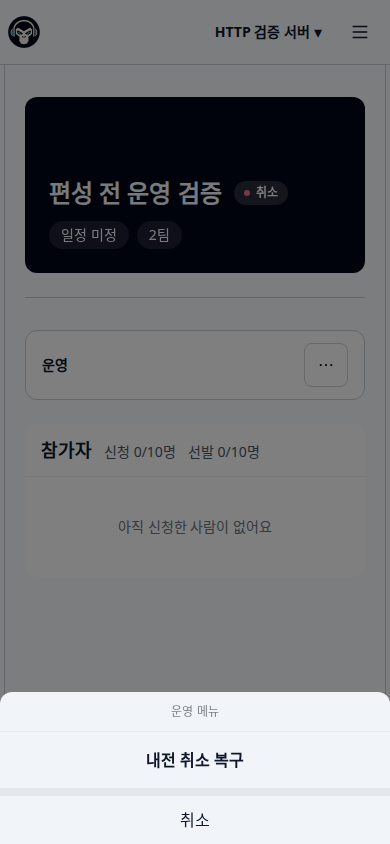 HTTP 검증 서버 ▾
편성 전 운영 검증
취소
일정 미정
2팀
운영
...
참가자 신청 0/10명 선발 0/10명
아직 신청한 사람이 없어요
운영 메뉴
내전 취소 복구
취소